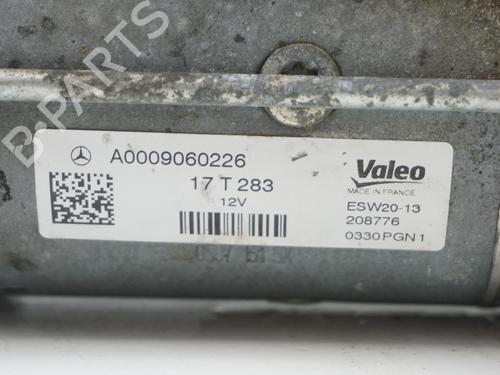 B-PARTS
A0009060226
17 T 283
12V
Valeo
MADE IN FRANCE
ESW20-13
208776
0330PGN1